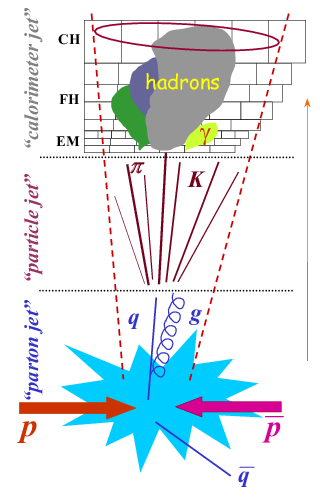 CH
hadrons
FH
γ
EM
"calorimeter jet"
π
K
"particle jet"
q
g
"parton jet"
p
p̅
q̅